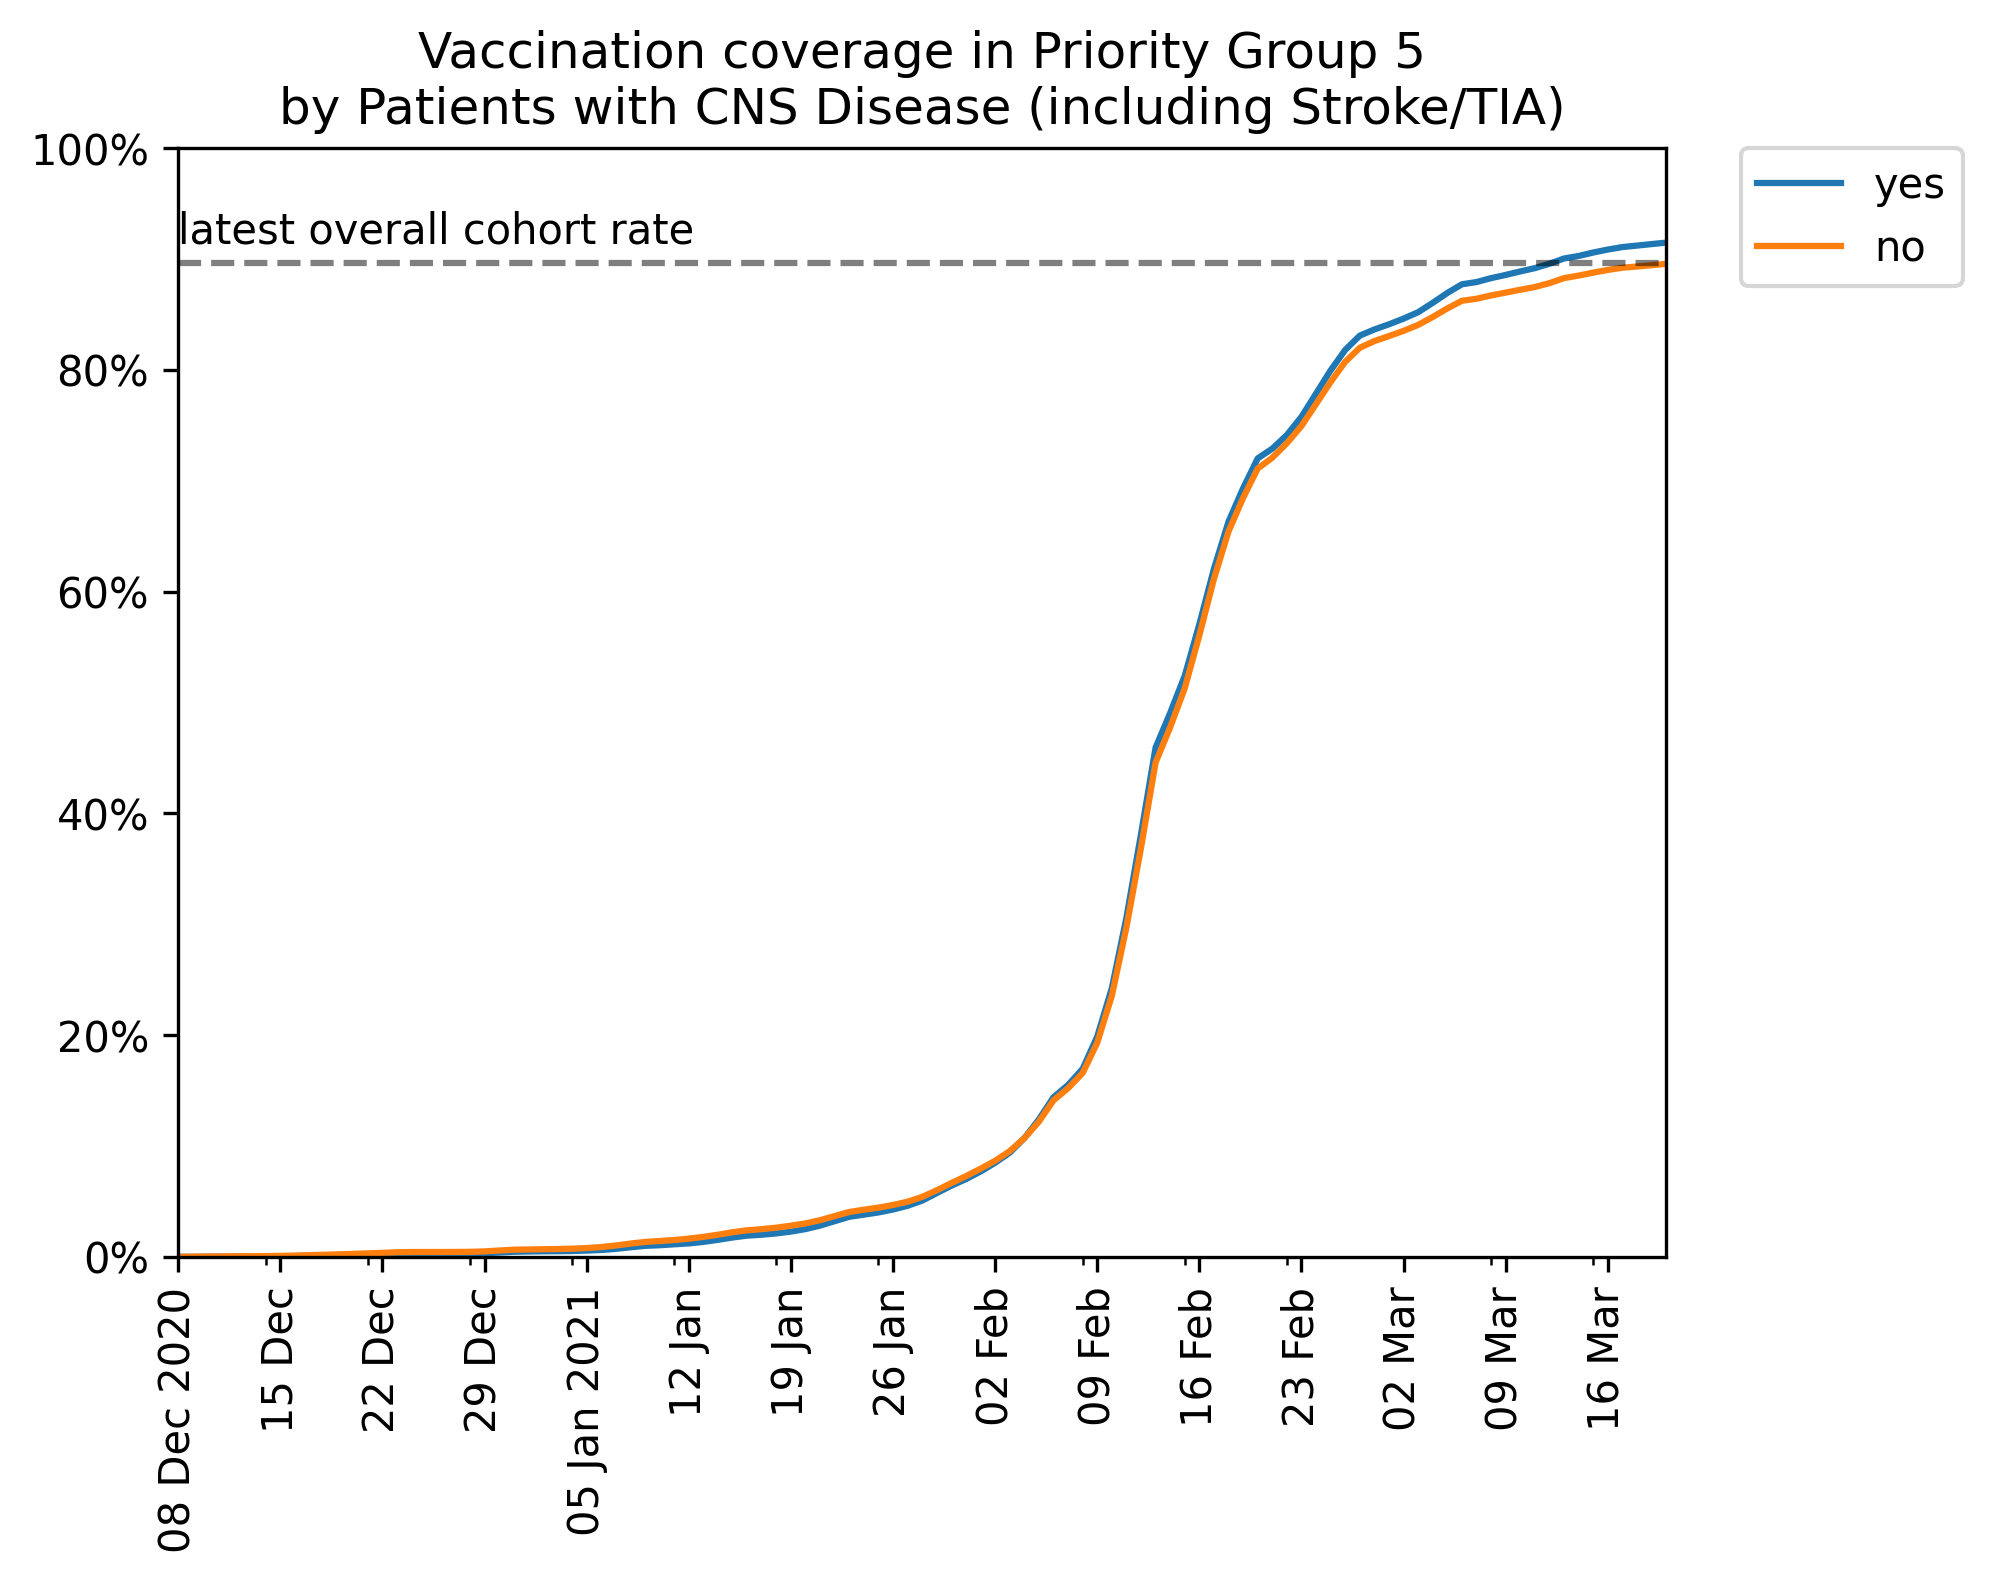 Vaccination coverage in Priority Group 5
by Patients with CNS Disease (including Stroke/TIA)
100%
80%
60%
40%
20%
0%
latest overall cohort rate
yes
no
08 Dec 2020
15 Dec
22 Dec
29 Dec
05 Jan 2021
12 Jan
19 Jan
26 Jan
02 Feb
09 Feb
16 Feb
23 Feb
02 Mar
09 Mar
16 Mar